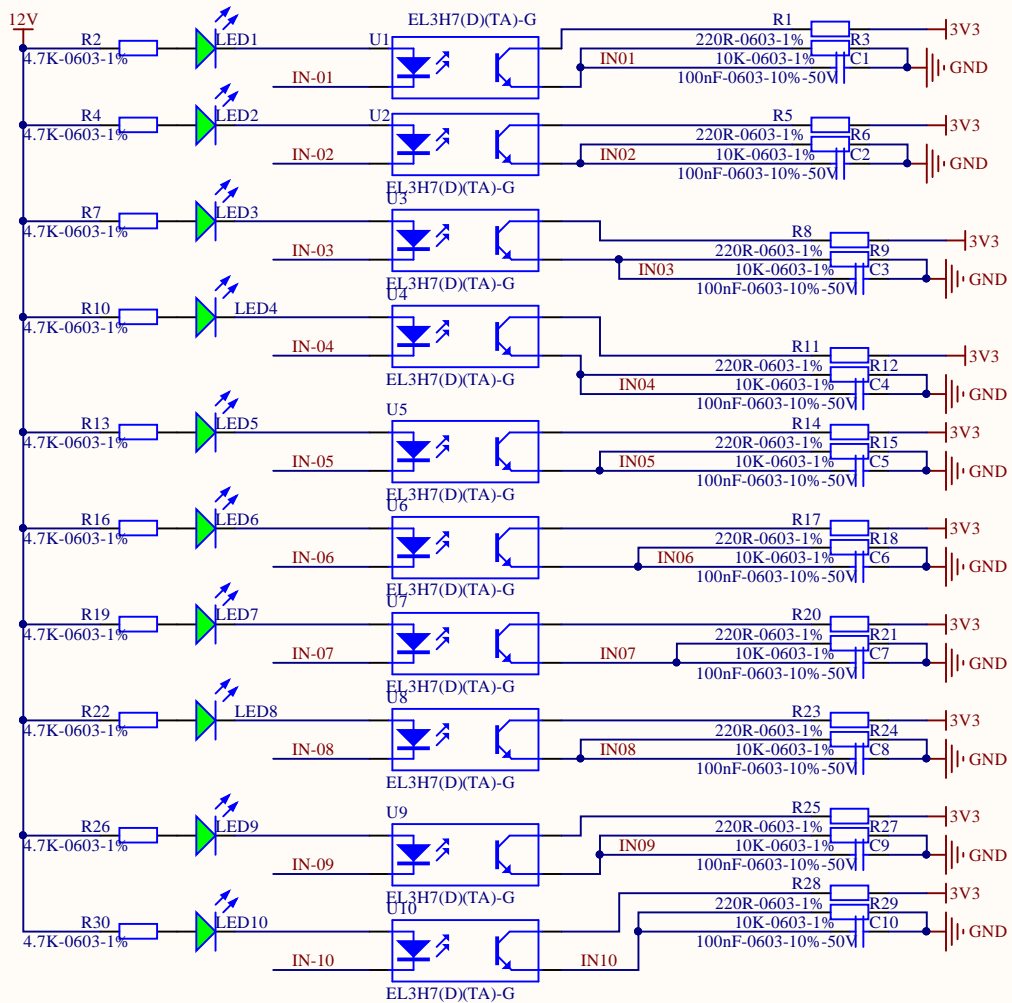 12V
EL3H7(D)(TA)-G
R1
3V3
R2
LED1
U1
220R-0603-1%
R3
4.7K-0603-1%
IN-01
IN01
10K-0603-1%
C1
GND
100nF-0603-10%-50V
R4
LED2
U2
R5
3V3
4.7K-0603-1%
220R-0603-1%
R6
IN-02
IN02
10K-0603-1%
C2
GND
100nF-0603-10%-50V
EL3H7(D)(TA)-G
U3
R7
LED3
R8
3V3
4.7K-0603-1%
220R-0603-1%
R9
IN-03
IN03
10K-0603-1%
C3
GND
100nF-0603-10%-50V
EL3H7(D)(TA)-G
U4
R10
LED4
4.7K-0603-1%
IN-04
R11
3V3
220R-0603-1%
R12
EL3H7(D)(TA)-G
IN04
10K-0603-1%
C4
GND
100nF-0603-10%-50V
U5
R13
LED5
R14
3V3
4.7K-0603-1%
220R-0603-1%
R15
IN-05
IN05
10K-0603-1%
C5
GND
100nF-0603-10%-50V
EL3H7(D)(TA)-G
U6
R16
LED6
R17
3V3
4.7K-0603-1%
220R-0603-1%
R18
IN-06
IN06
10K-0603-1%
C6
GND
100nF-0603-10%-50V
EL3H7(D)(TA)-G
U7
R19
LED7
R20
3V3
4.7K-0603-1%
220R-0603-1%
R21
IN-07
IN07
10K-0603-1%
C7
GND
100nF-0603-10%-50V
EL3H7(D)(TA)-G
U8
R22
LED8
R23
3V3
4.7K-0603-1%
220R-0603-1%
R24
IN-08
IN08
10K-0603-1%
C8
GND
100nF-0603-10%-50V
EL3H7(D)(TA)-G
U9
R25
3V3
R26
LED9
220R-0603-1%
R27
4.7K-0603-1%
IN-09
IN09
10K-0603-1%
C9
GND
100nF-0603-10%-50V
EL3H7(D)(TA)-G
U10
R28
3V3
220R-0603-1%
R29
R30
LED10
10K-0603-1%
C10
GND
4.7K-0603-1%
100nF-0603-10%-50V
IN-10
IN10
EL3H7(D)(TA)-G